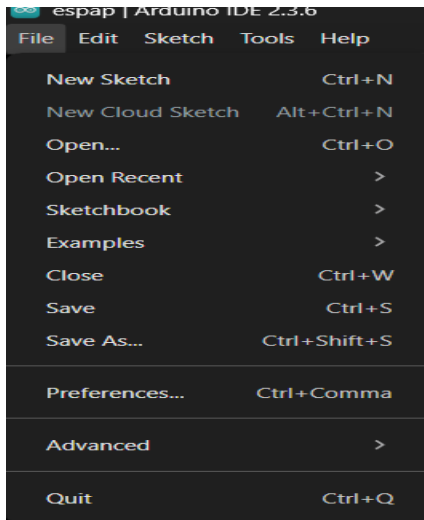 espap | Arduino IDE 2.3.6
File Edit Sketch Tools Help
New Sketch Ctrl+N
New Cloud Sketch Alt+Ctrl+N
Open... Ctrl+O
Open Recent >
Sketchbook >
Examples >
Close Ctrl+W
Save Ctrl+S
Save As... Ctrl+Shift+S
Preferences... Ctrl+Comma
Advanced >
Quit Ctrl+Q